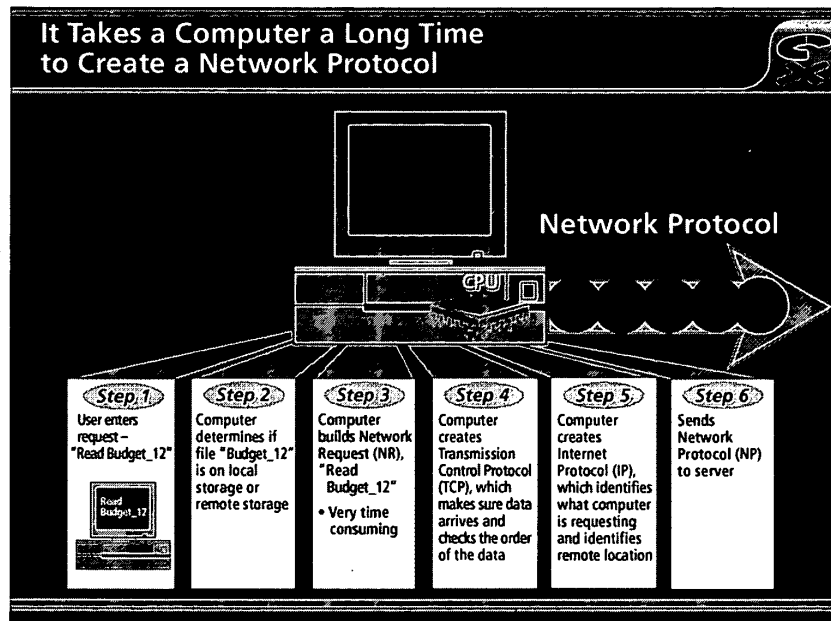 It Takes a Computer a Long Time
to Create a Network Protocol
Network Protocol
CPU
Step 1
User enters
request –
"Read Budget_12"
Read
Budget_12
Step 2
Computer
determines if
file "Budget_12"
is on local
storage or
remote storage
Step 3
Computer
builds Network
Request (NR),
"Read
Budget_12"
• Very time
consuming
Step 4
Computer
creates
Transmission
Control Protocol
(TCP), which
makes sure data
arrives and
checks the order
of the data
Step 5
Computer
creates
Internet
Protocol (IP),
which identifies
what computer
is requesting
and identifies
remote location
Step 6
Sends
Network
Protocol (NP)
to server